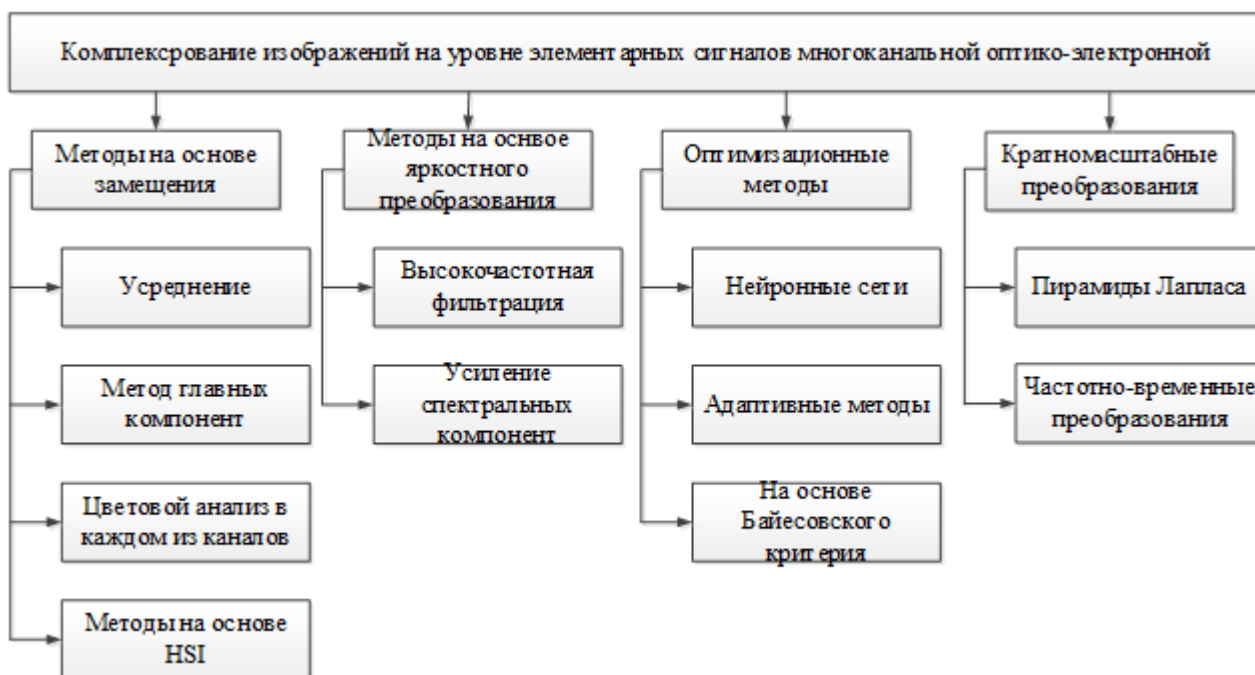 Комплексрование изображений на уровне элементарных сигналов многоканальной оптико-электронной
Методы на основе
замещения
Методы на оснвое
яркостного
преобразования
Оптимизационные
методы
Кратномасштабные
преобразования
Усреднение
Высокочастотная
фильтрация
Нейронные сети
Пирамиды Лапласа
Метод главных
компонент
Усиление
спектральных
компонент
Адаптивные методы
Частотно-временные
преобразования
Цветовой анализ в
каждом из каналов
На основе
Байесовского
критерия
Методы на основе
HSI